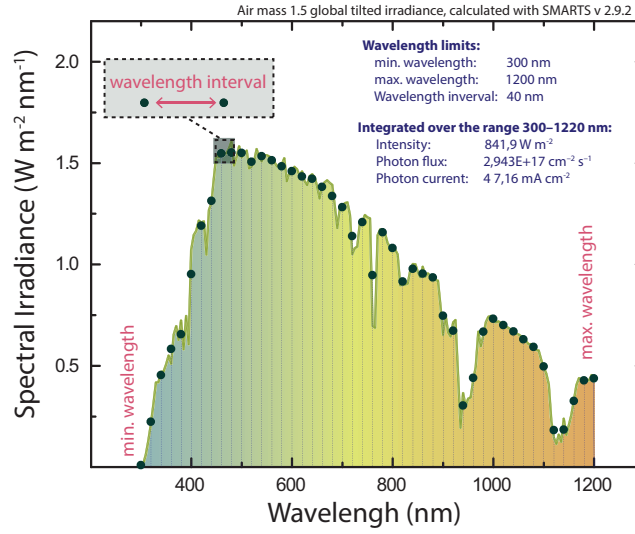 Air mass 1.5 global tilted irradiance, calculated with SMARTS v 2.9.2
Wavelength limits:
min. wavelength: 300 nm
max. wavelength: 1200 nm
Wavelength inverval: 40 nm
Integrated over the range 300–1220 nm:
Intensity: 841,9 W m⁻²
Photon flux: 2,943E+17 cm⁻² s⁻¹
Photon current: 4 7,16 mA cm⁻²
wavelength interval
min. wavelength
max. wavelength
Spectral Irradiance (W m⁻² nm⁻¹)
2.0
1.5
1.0
0.5
400 600 800 1000 1200
Wavelengh (nm)